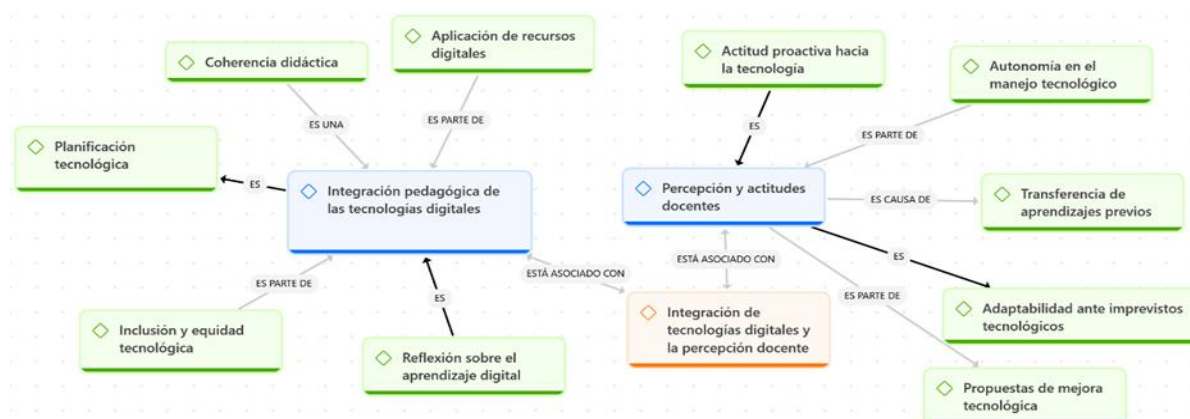 Aplicación de recursos
digitales
Coherencia didáctica
ES UNA
ES PARTE DE
Planificación
tecnológica
ES
Integración pedagógica de
las tecnologías digitales
ES PARTE DE
ES
Inclusión y equidad
tecnológica
Reflexión sobre el
aprendizaje digital
ESTÁ ASOCIADO CON
Actitud proactiva hacia
la tecnología
Autonomía en el
manejo tecnológico
ES
ES PARTE DE
Percepción y actitudes
docentes
ES CAUSA DE
Transferencia de
aprendizajes previos
ESTÁ ASOCIADO CON
ES
ES PARTE DE
Integración de
tecnologías digitales y
la percepción docente
Adaptabilidad ante imprevistos
tecnológicos
Propuestas de mejora
tecnológica